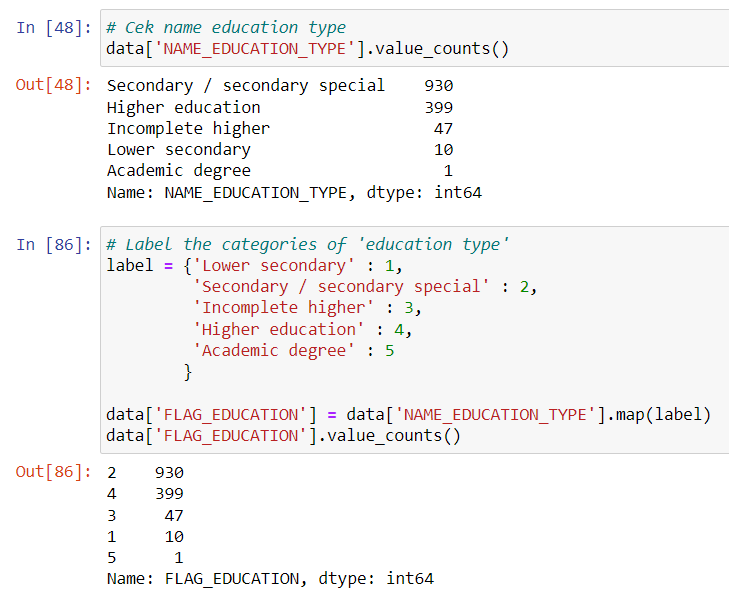 In [48]: # Cek name education type
data['NAME_EDUCATION_TYPE'].value_counts()
Out[48]: Secondary / secondary special 930
Higher education 399
Incomplete higher 47
Lower secondary 10
Academic degree 1
Name: NAME_EDUCATION_TYPE, dtype: int64
In [86]: # Label the categories of 'education type'
label = {'Lower secondary' : 1,
'Secondary / secondary special' : 2,
'Incomplete higher' : 3,
'Higher education' : 4,
'Academic degree' : 5
}
data['FLAG_EDUCATION'] = data['NAME_EDUCATION_TYPE'].map(label)
data['FLAG_EDUCATION'].value_counts()
Out[86]: 2 930
4 399
3 47
1 10
5 1
Name: FLAG_EDUCATION, dtype: int64